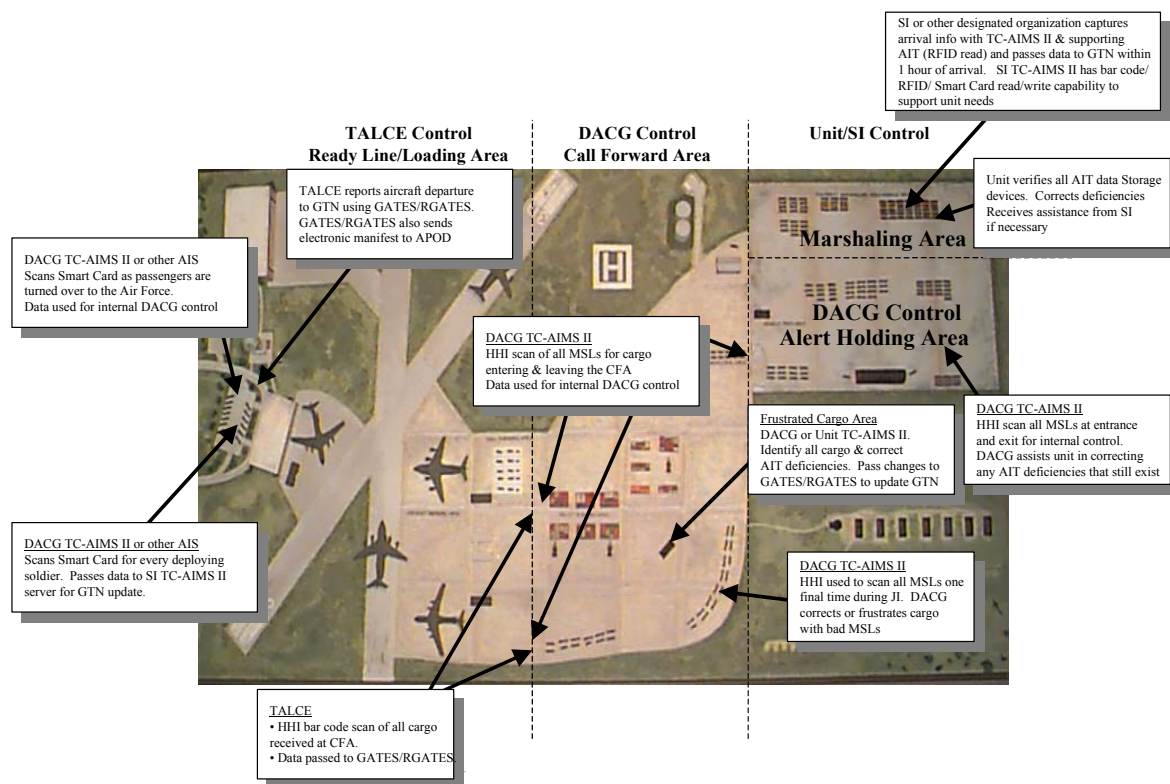 SI or other designated organization captures
arrival info with TC-AIMS II & supporting
AIT (RFID read) and passes data to GTN within
1 hour of arrival. SI TC-AIMS II has bar code/
RFID/ Smart Card read/write capability to
support unit needs
TALCE Control
Ready Line/Loading Area
DACG Control
Call Forward Area
Unit/SI Control
TALCE reports aircraft departure
to GTN using GATES/RGATES.
GATES/RGATES also sends
electronic manifest to APOD
Unit verifies all AIT data Storage
devices. Corrects deficiencies
Receives assistance from SI
if necessary
Marshaling Area
DACG TC-AIMS II or other AIS
Scans Smart Card as passengers are
turned over to the Air Force.
Data used for internal DACG control
H
DACG Control
Alert Holding Area
DACG TC-AIMS II
HHI scan of all MSLs for cargo
entering & leaving the CFA
Data used for internal DACG control
Frustrated Cargo Area
DACG or Unit TC-AIMS II.
Identify all cargo & correct
AIT deficiencies. Pass changes to
GATES/RGATES to update GTN
DACG TC-AIMS II
HHI scan all MSLs at entrance
and exit for internal control.
DACG assists unit in correcting
any AIT deficiencies that still exist
DACG TC-AIMS II or other AIS
Scans Smart Card for every deploying
soldier. Passes data to SI TC-AIMS II
server for GTN update.
DACG TC-AIMS II
HHI used to scan all MSLs one
final time during JI. DACG
corrects or frustrates cargo
with bad MSLs
TALCE
• HHI bar code scan of all cargo
received at CFA.
• Data passed to GATES/RGATES.